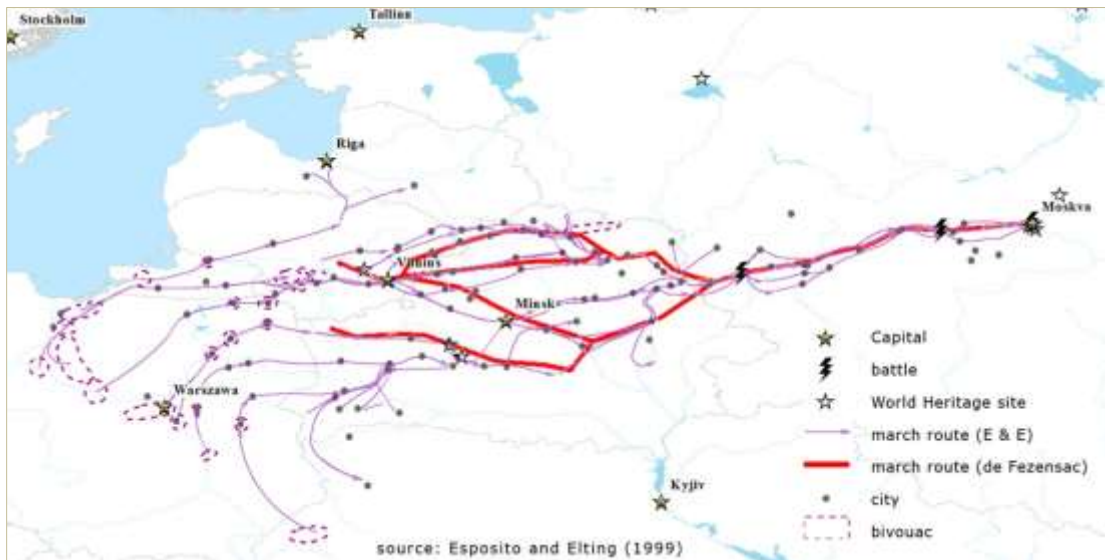 Stockholm
Tallinn
Riga
Moskva
Vilnius
Minsk
Warszawa
Kyjiv
Capital
battle
World Heritage site
march route (E & E)
march route (de Fezensac)
city
bivouac
source: Esposito and Elting (1999)